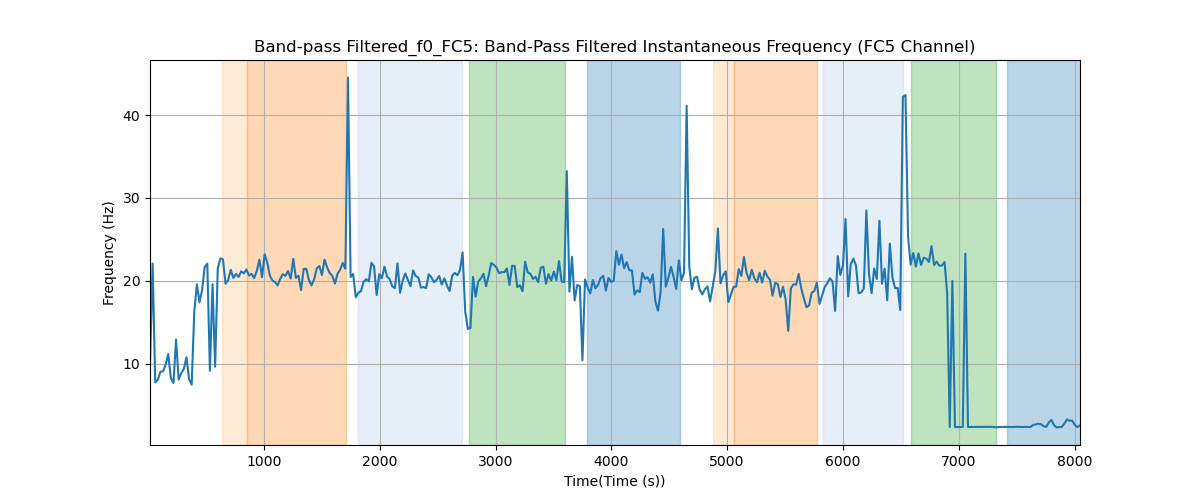 Band-pass Filtered_f0_FC5: Band-Pass Filtered Instantaneous Frequency (FC5 Channel)
Frequency (Hz)
40
30
20
10
1000 2000 3000 4000 5000 6000 7000 8000
Time(Time (s))